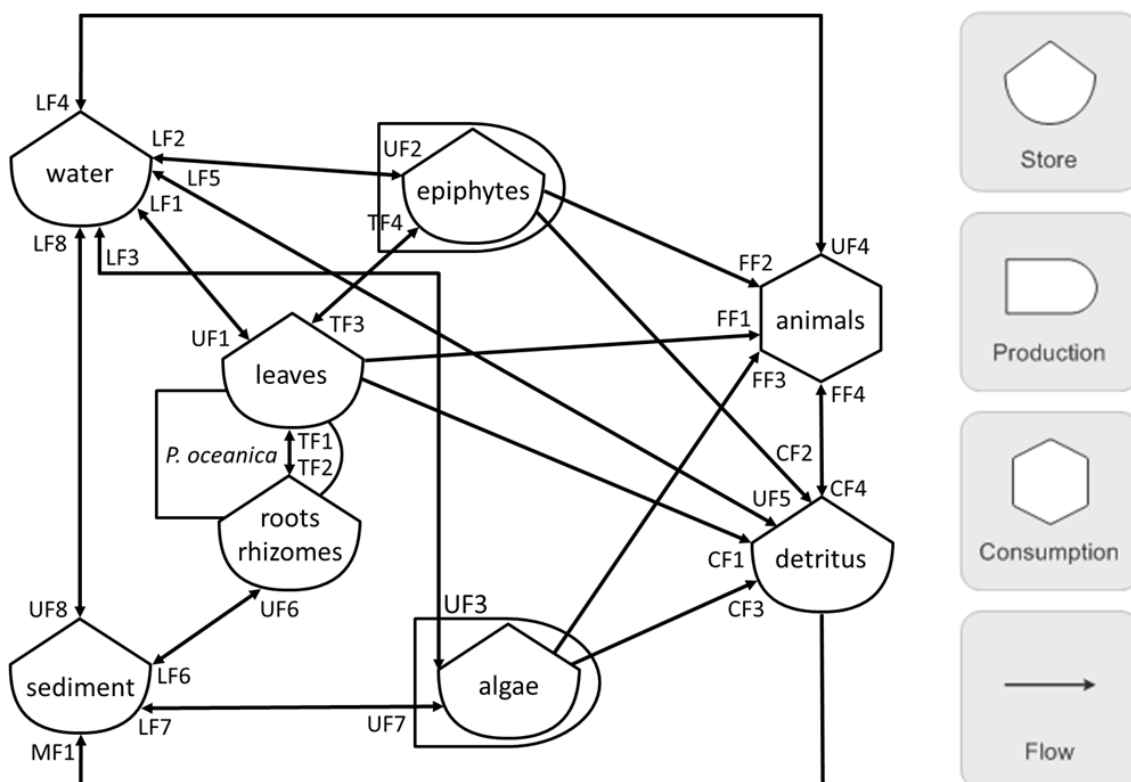 LF4
water
LF2
LF5
LF1
LF8
LF3
UF2
epiphytes
TF4
UF4
FF2
animals
FF1
FF3
FF4
UF1
TF3
leaves
TF1
P. oceanica
TF2
roots
rhizomes
UF6
CF2
CF4
UF5
detritus
CF1
CF3
UF8
sediment
LF6
LF7
MF1
UF3
algae
UF7
Store
Production
Consumption
Flow